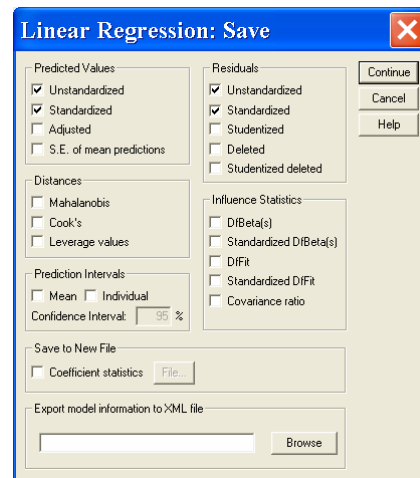 Linear Regression: Save
Predicted Values
Unstandardized
Standardized
Adjusted
S.E. of mean predictions
Residuals
Unstandardized
Standardized
Studentized
Deleted
Studentized deleted
Continue
Cancel
Help
Distances
Mahalanobis
Cook's
Leverage values
Influence Statistics
DfBeta(s)
Standardized DfBeta(s)
DfFit
Standardized DfFit
Covariance ratio
Prediction Intervals
Mean Individual
Confidence Interval: 95 %
Save to New File
Coefficient statistics File...
Export model information to XML file
Browse